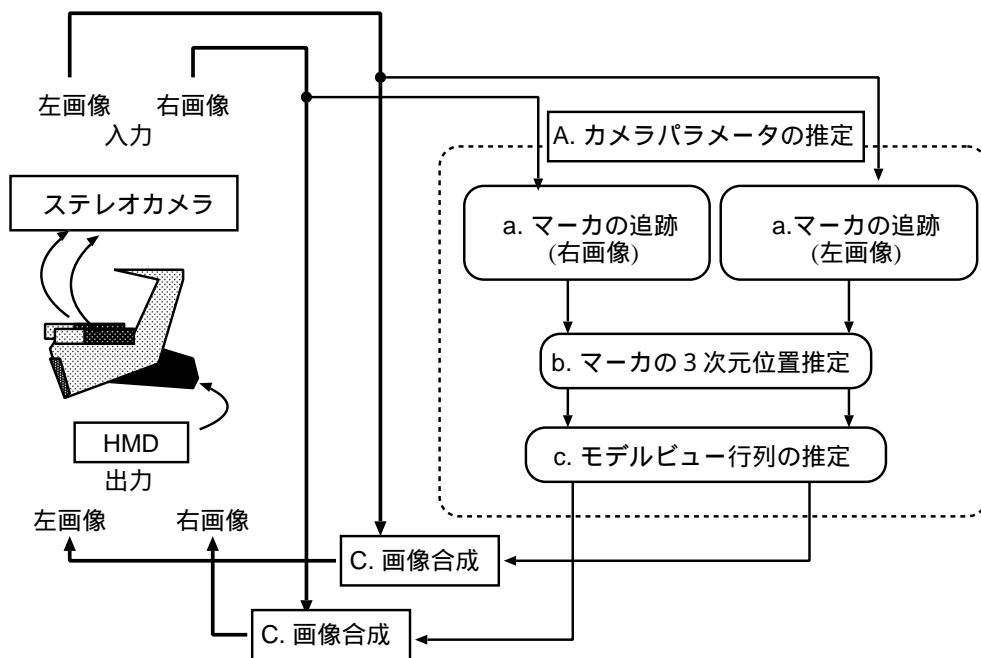 左画像
右画像
入力
ステレオカメラ
HMD
出力
左画像
右画像
A. カメラパラメータの推定
a. マーカの追跡
(右画像)
a.マーカの追跡
(左画像)
b. マーカの３次元位置推定
c. モデルビュー行列の推定
C. 画像合成
C. 画像合成